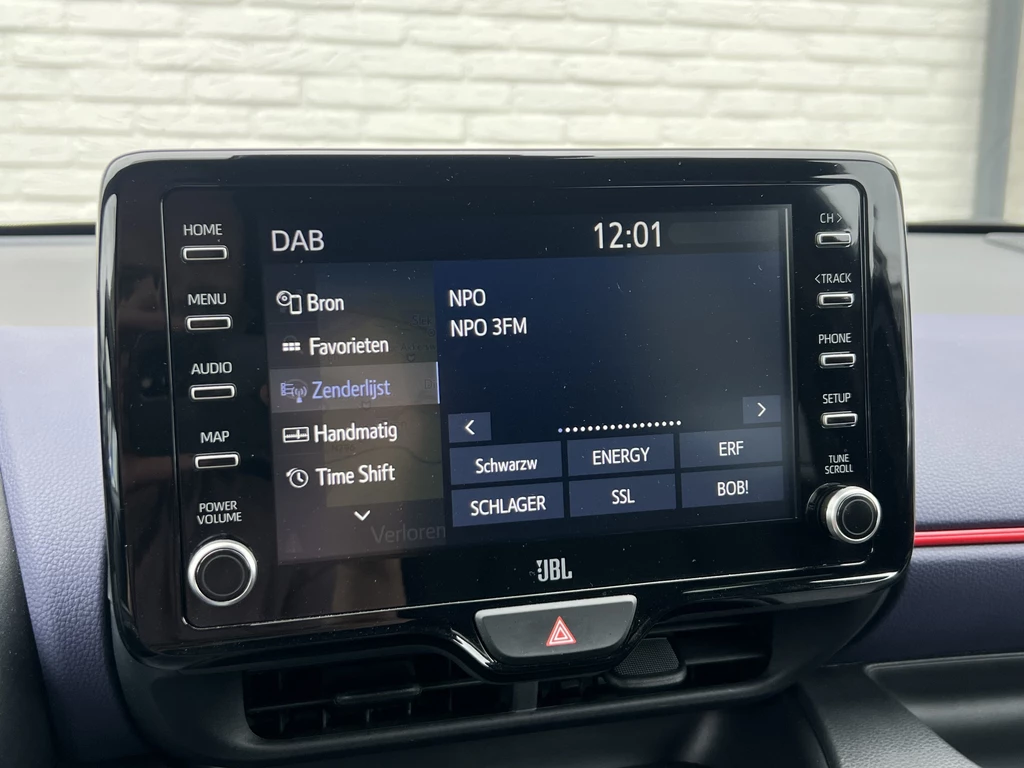 HOME
MENU
AUDIO
MAP
POWER
VOLUME
DAB
12:01
Bron
Favorieten
Zenderlijst
Handmatig
Time Shift
Verloren
NPO
NPO 3FM
<
>
Schwarzw
ENERGY
ERF
SCHLAGER
SSL
BOB!
CH>
<TRACK
PHONE
SETUP
TUNE
SCROLL
JBL